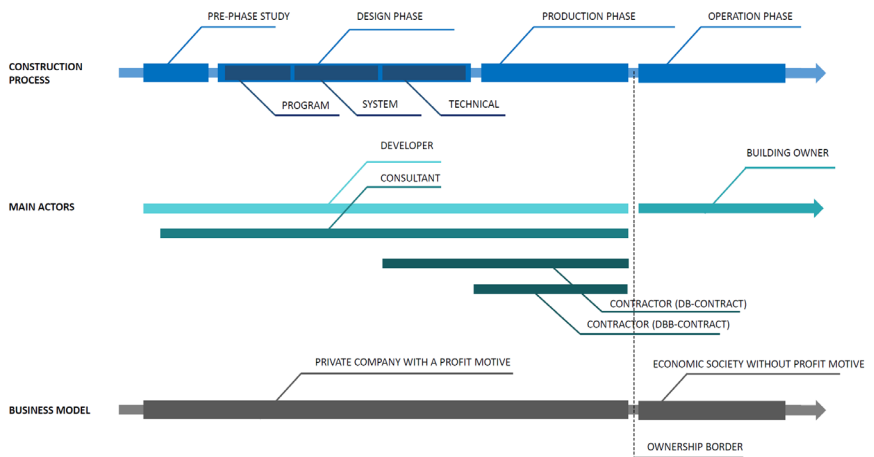 PRE-PHASE STUDY
DESIGN PHASE
PRODUCTION PHASE
OPERATION PHASE
CONSTRUCTION
PROCESS
PROGRAM
SYSTEM
TECHNICAL
DEVELOPER
BUILDING OWNER
CONSULTANT
MAIN ACTORS
CONTRACTOR (DB-CONTRACT)
CONTRACTOR (DBB-CONTRACT)
PRIVATE COMPANY WITH A PROFIT MOTIVE
ECONOMIC SOCIETY WITHOUT PROFIT MOTIVE
BUSINESS MODEL
OWNERSHIP BORDER